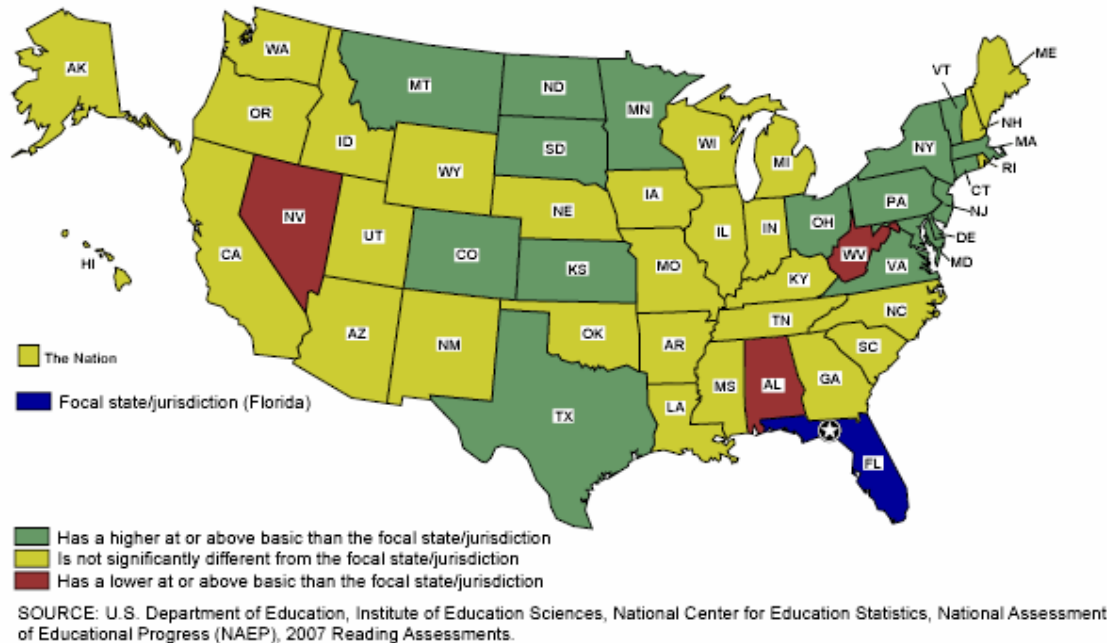 AK
WA
MT
ND
MN
VT
ME
OR
ID
SD
WI
MI
NY
NH
MA
RI
WY
CT
NV
NE
IA
PA
NJ
UT
CO
IL
IN
OH
DE
MD
CA
KS
MO
WV
VA
HI
KY
AZ
NM
OK
TN
NC
AR
SC
The Nation
MS
AL
GA
Focal state/jurisdiction (Florida)
TX
LA
FL
Has a higher at or above basic than the focal state/jurisdiction
Is not significantly different from the focal state/jurisdiction
Has a lower at or above basic than the focal state/jurisdiction
SOURCE: U.S. Department of Education, Institute of Education Sciences, National Center for Education Statistics, National Assessment
of Educational Progress (NAEP), 2007 Reading Assessments.